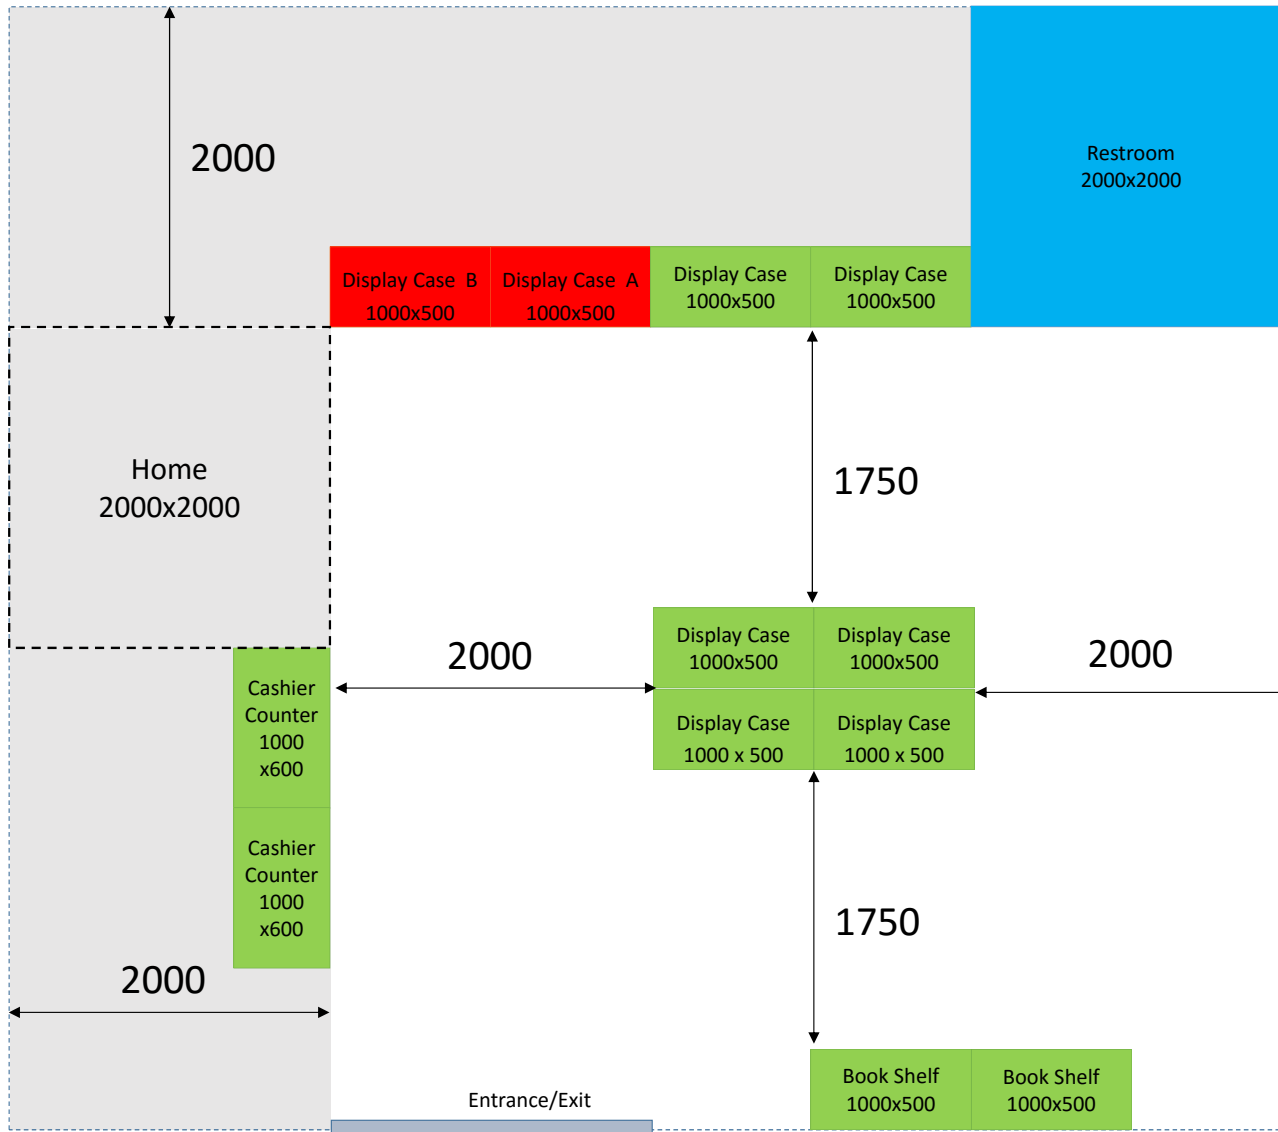 2000
Restroom
2000x2000
Display Case  B
1000x500
Display Case  A
1000x500
Display Case
1000x500
Display Case
1000x500
Home
2000x2000
1750
2000
Display Case
1000x500
Display Case
1000x500
2000
Cashier
Counter
1000
x600
Display Case
1000 x 500
Display Case
1000 x 500
Cashier
Counter
1000
x600
1750
2000
Book Shelf
1000x500
Book Shelf
1000x500
Entrance/Exit